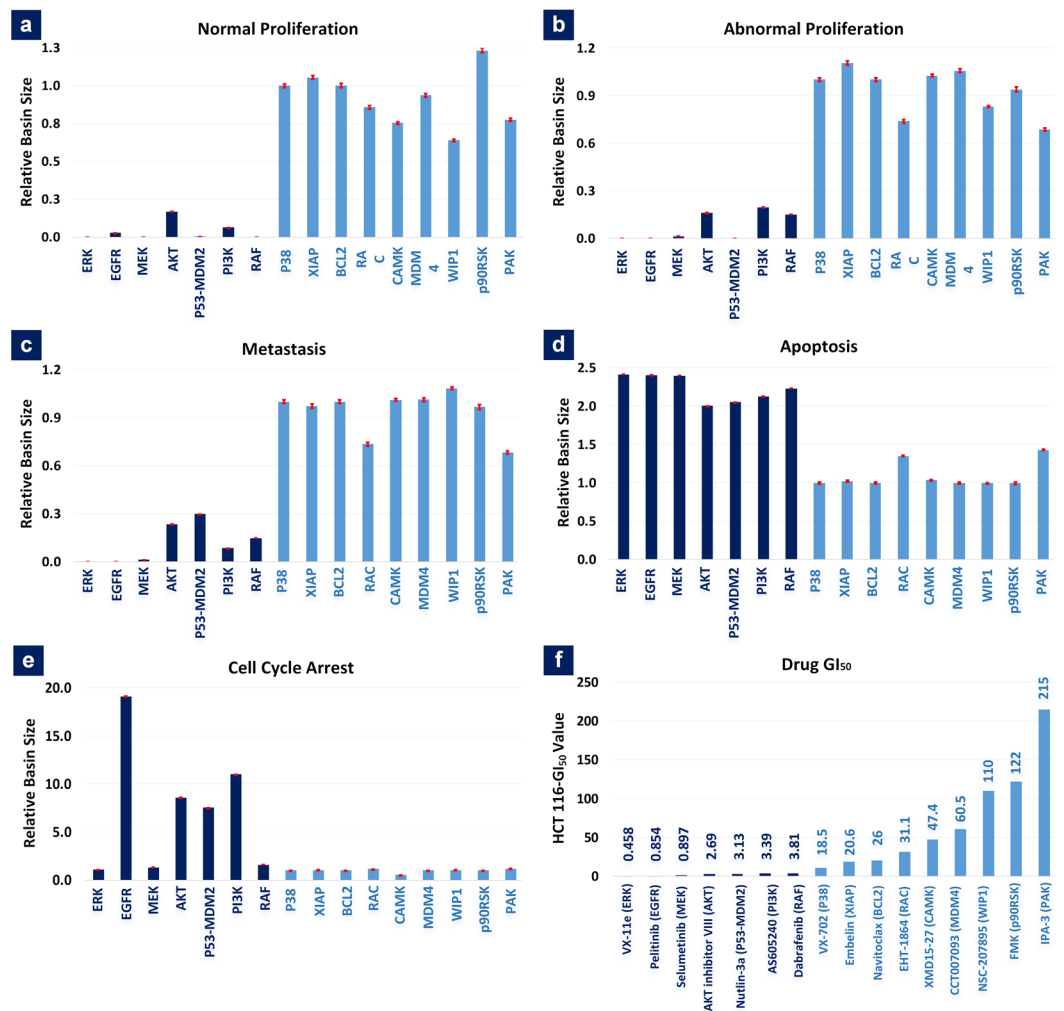 a
Normal Proliferation
Relative Basin Size
1.3
1.0
0.8
0.5
0.3
0.0
ERK
EGFR
MEK
AKT
P53-MDM2
PI3K
RAF
P38
XIAP
BCL2
RA
C
CAMK
MDM
4
WIP1
p90RSK
PAK
b
Abnormal Proliferation
Relative Basin Size
1.2
0.9
0.6
0.3
0.0
ERK
EGFR
MEK
AKT
P53-MDM2
PI3K
RAF
P38
XIAP
BCL2
RA
C
CAMK
MDM
4
WIP1
p90RSK
PAK
c
Metastasis
Relative Basin Size
1.2
0.9
0.6
0.3
0.0
ERK
EGFR
MEK
AKT
P53-MDM2
PI3K
RAF
P38
XIAP
BCL2
RAC
CAMK
MDM4
WIP1
p90RSK
PAK
d
Apoptosis
Relative Basin Size
2.5
2.0
1.5
1.0
0.5
0.0
ERK
EGFR
MEK
AKT
P53-MDM2
PI3K
RAF
P38
XIAP
BCL2
RAC
CAMK
MDM4
WIP1
p90RSK
PAK
e
Cell Cycle Arrest
Relative Basin Size
20.0
15.0
10.0
5.0
0.0
ERK
EGFR
MEK
AKT
P53-MDM2
PI3K
RAF
P38
XIAP
BCL2
RAC
CAMK
MDM4
WIP1
p90RSK
PAK
f
Drug GI50
HCT 116-GI50 Value
250
200
150
100
50
0
0.458
0.854
0.897
2.69
3.13
3.39
3.81
18.5
20.6
26
31.1
47.4
60.5
110
122
215
VX-11e (ERK)
Pelitinib (EGFR)
Selumetinib (MEK)
AKT inhibitor VIII (AKT)
Nutlin-3a (P53-MDM2)
AS605240 (PI3K)
Dabrafenib (RAF)
VX-702 (P38)
Embelin (XIAP)
Navitoclax (BCL2)
EHT-1864 (RAC)
XMD15-27 (CAMK)
CCT007093 (MDM4)
NSC-207895 (WIP1)
FMK (p90RSK)
IPA-3 (PAK)